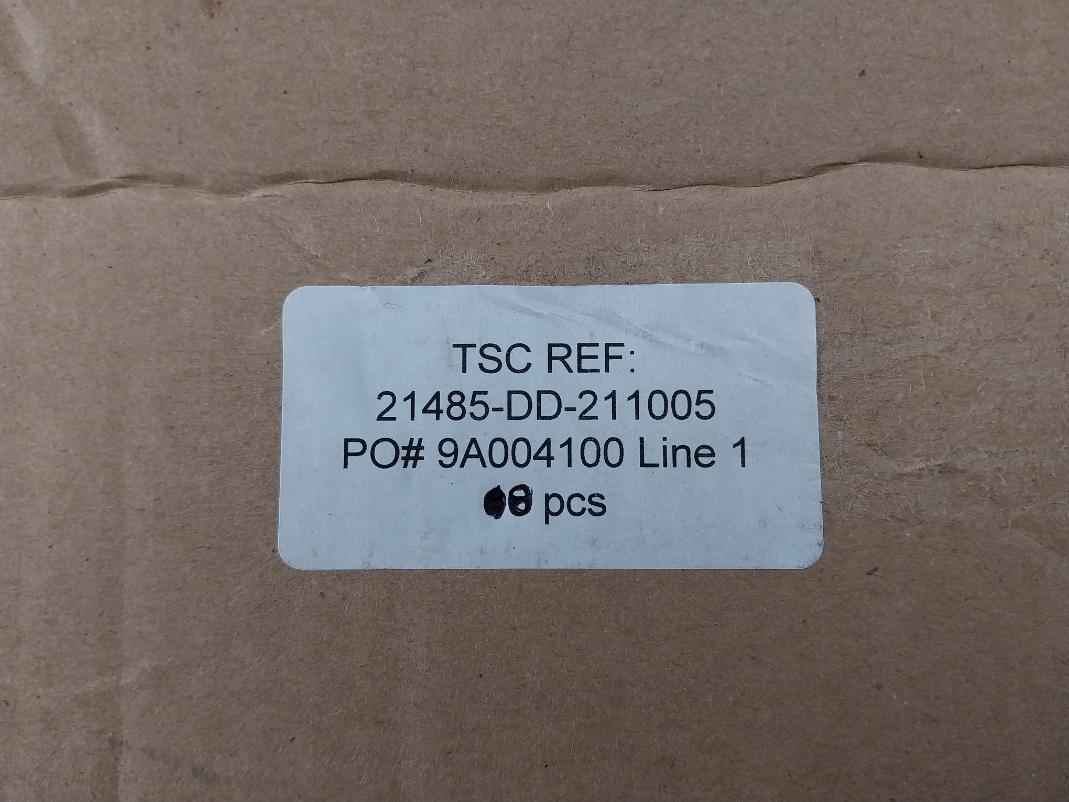 TSC REF:
21485-DD-211005
PO# 9A004100 Line 1
pcs